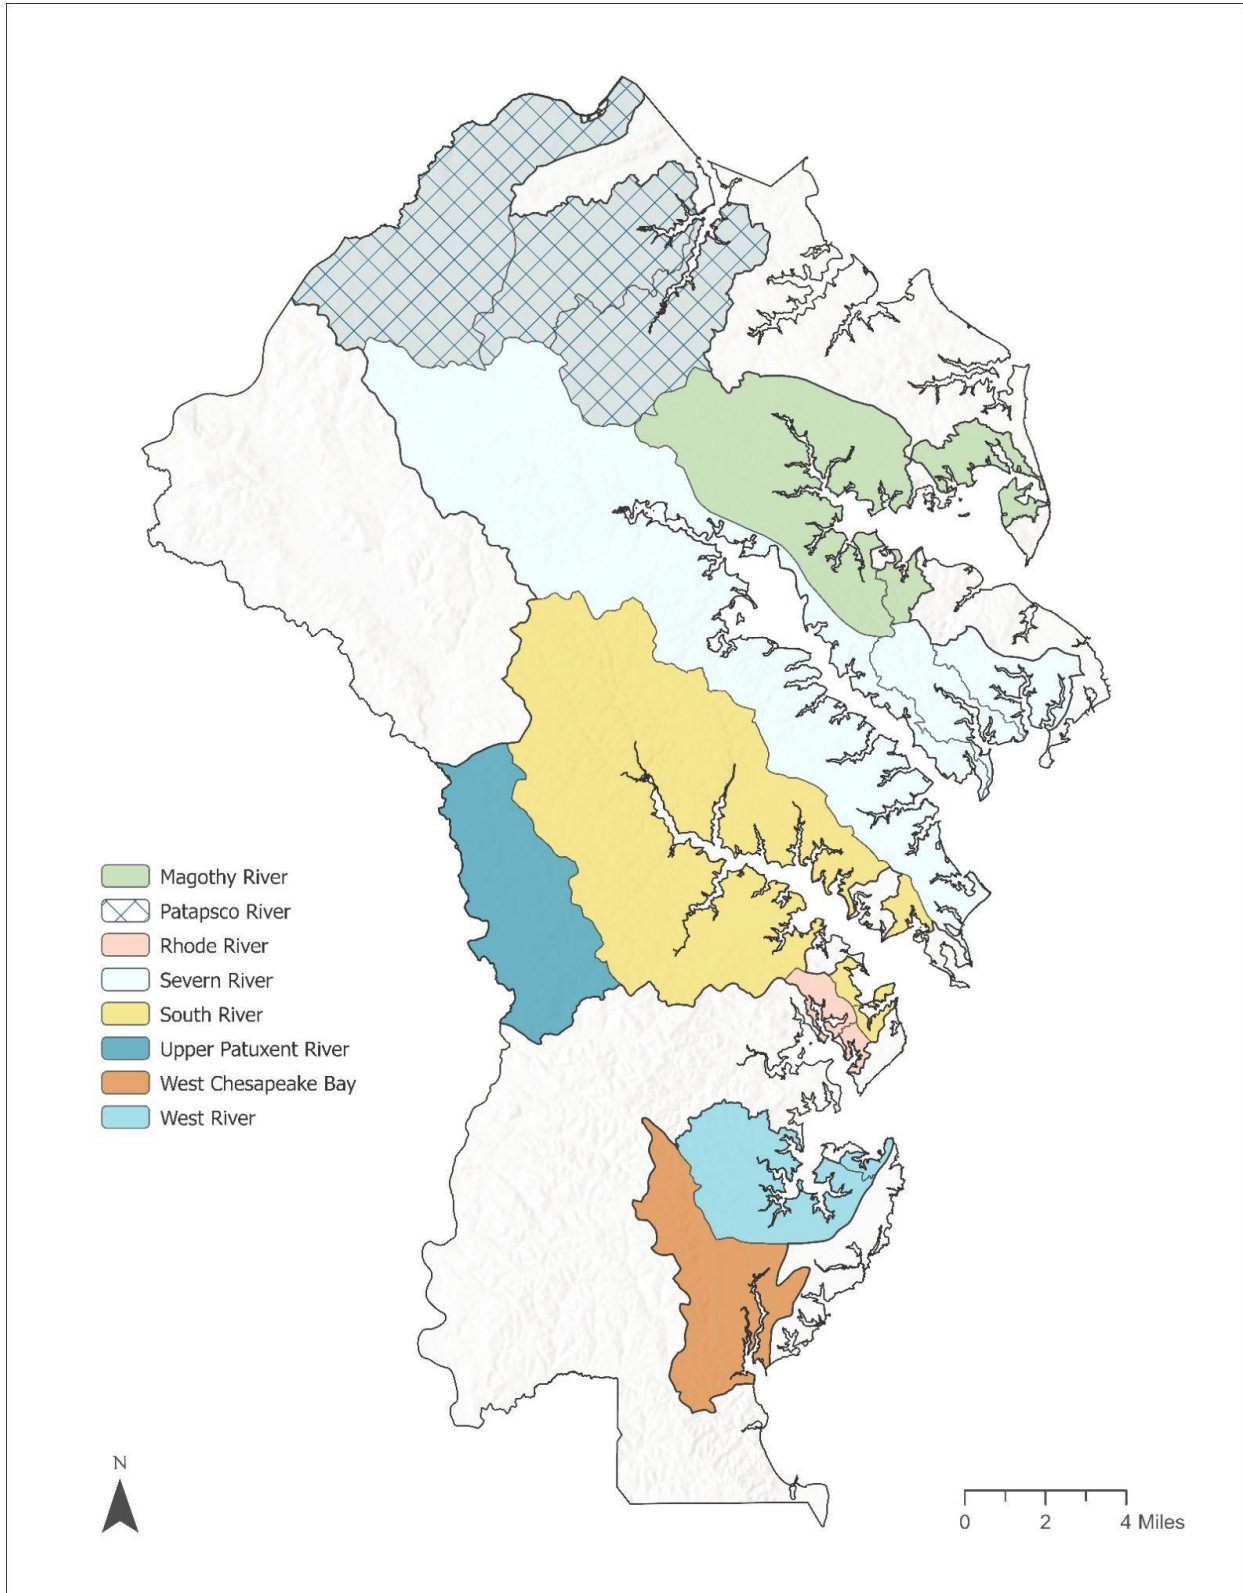 Magothy River
Patapsco River
Rhode River
Severn River
South River
Upper Patuxent River
West Chesapeake Bay
West River
N
0 2 4 Miles